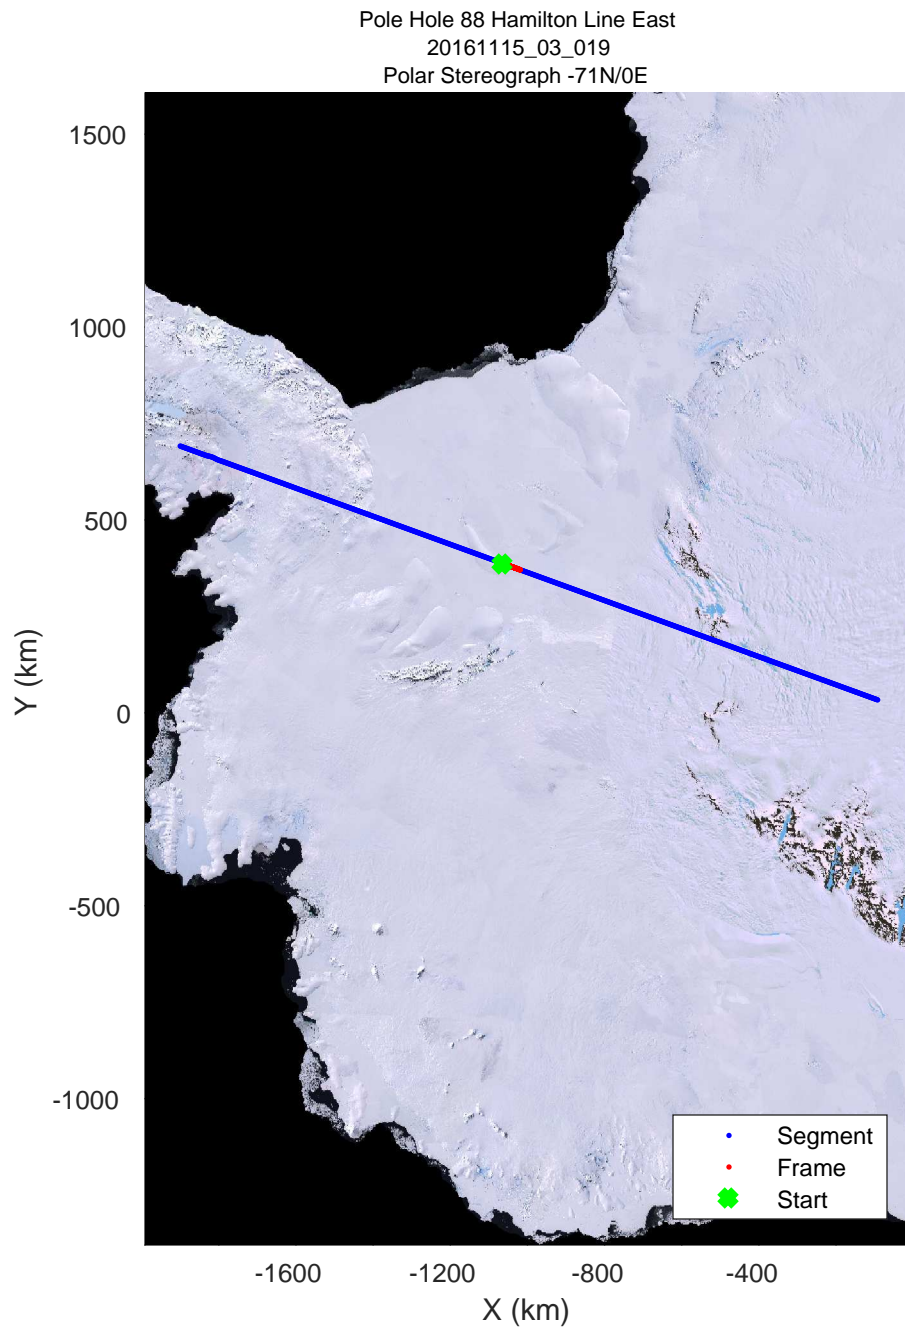 Pole Hole 88 Hamilton Line East
20161115_03_019
Polar Stereograph -71N/0E
1500
1000
500
0
-500
-1000
Y (km)
-1600
-1200
-800
-400
X (km)
Segment
Frame
Start